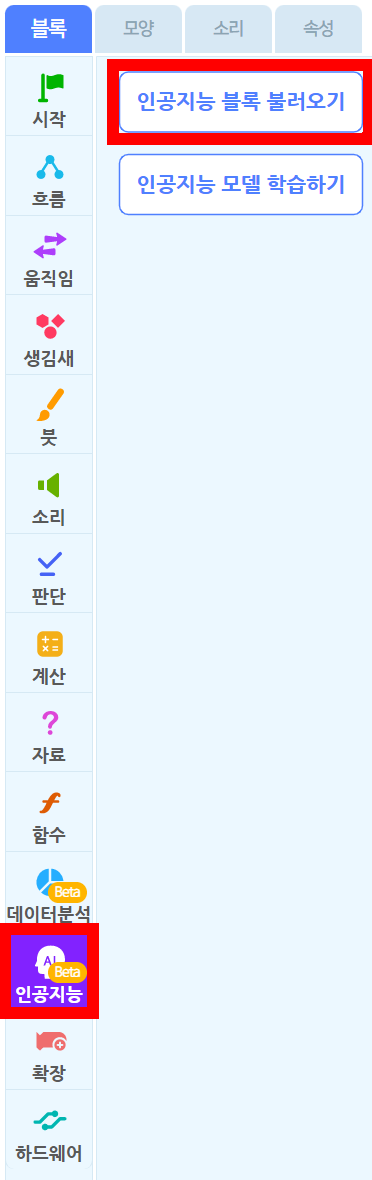 블록
모양
소리
속성
시작
흐름
움직임
생김새
붓
소리
판단
계산
자료
함수
Beta
데이터분석
AI
Beta
인공지능
확장
하드웨어
인공지능 블록 불러오기
인공지능 모델 학습하기